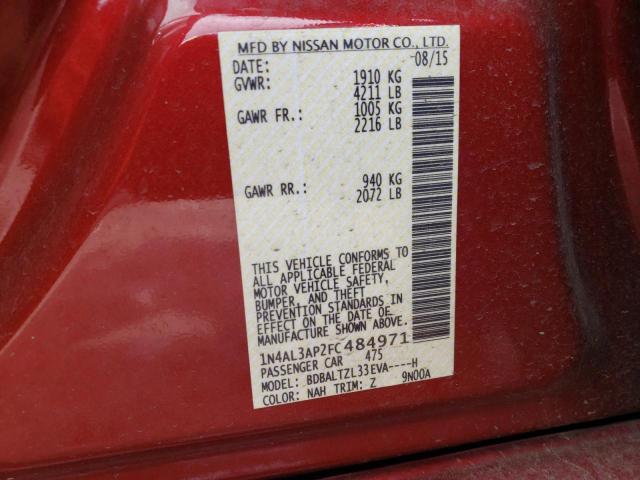 MFD BY NISSAN MOTOR CO., LTD.
DATE: 08/15
GVWR: 1910 KG
4211 LB
GAWR FR.: 1005 KG
2216 LB
GAWR RR.: 940 KG
2072 LB
THIS VEHICLE CONFORMS TO
ALL APPLICABLE FEDERAL
MOTOR VEHICLE SAFETY,
BUMPER, AND THEFT
PREVENTION STANDARDS IN
EFFECT ON THE DATE OF
MANUFACTURE SHOWN ABOVE.
1N4AL3AP2FC484971
PASSENGER CAR 475
MODEL: BDBALTZL33EVA----H
COLOR: NAH TRIM: Z 9N00A